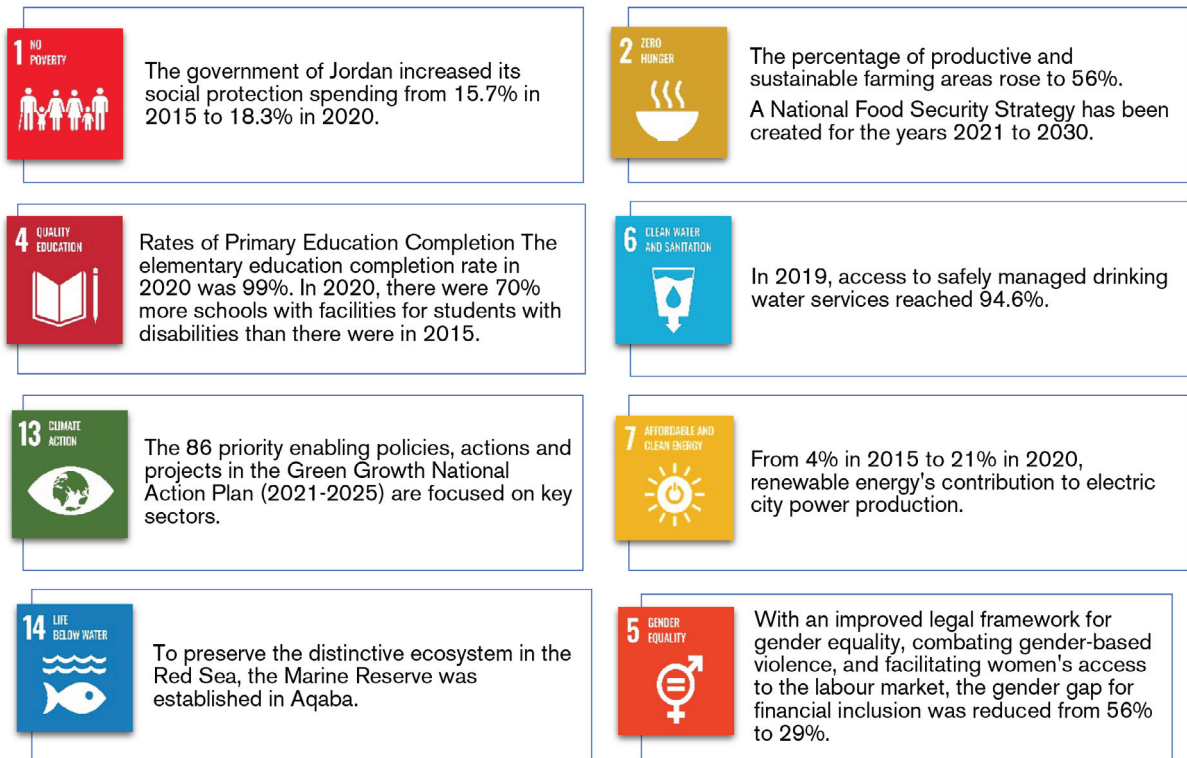 1 NO
POVERTY
The government of Jordan increased its
social protection spending from 15.7% in
2015 to 18.3% in 2020.
2 ZERO
HUNGER
The percentage of productive and
sustainable farming areas rose to 56%.
A National Food Security Strategy has been
created for the years 2021 to 2030.
4 QUALITY
EDUCATION
Rates of Primary Education Completion The
elementary education completion rate in
2020 was 99%. In 2020, there were 70%
more schools with facilities for students with
disabilities than there were in 2015.
6 CLEAN WATER
AND SANITATION
In 2019, access to safely managed drinking
water services reached 94.6%.
13 CLIMATE
ACTION
The 86 priority enabling policies, actions and
projects in the Green Growth National
Action Plan (2021-2025) are focused on key
sectors.
7 AFFORDABLE AND
CLEAN ENERGY
From 4% in 2015 to 21% in 2020,
renewable energy's contribution to electric
city power production.
14 LIFE
BELOW WATER
To preserve the distinctive ecosystem in the
Red Sea, the Marine Reserve was
established in Aqaba.
5 GENDER
EQUALITY
With an improved legal framework for
gender equality, combating gender-based
violence, and facilitating women's access
to the labour market, the gender gap for
financial inclusion was reduced from 56%
to 29%.